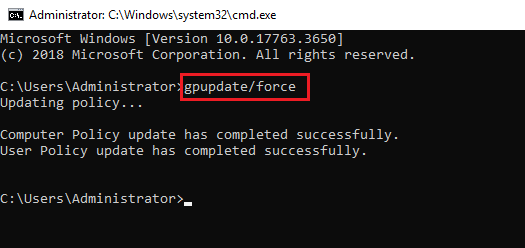 Administrator: C:\Windows\system32\cmd.exe
Microsoft Windows [Version 10.0.17763.3650]
(c) 2018 Microsoft Corporation. All rights reserved.
C:\Users\Administrator>gpupdate/force
Updating policy...
Computer Policy update has completed successfully.
User Policy update has completed successfully.
C:\Users\Administrator>